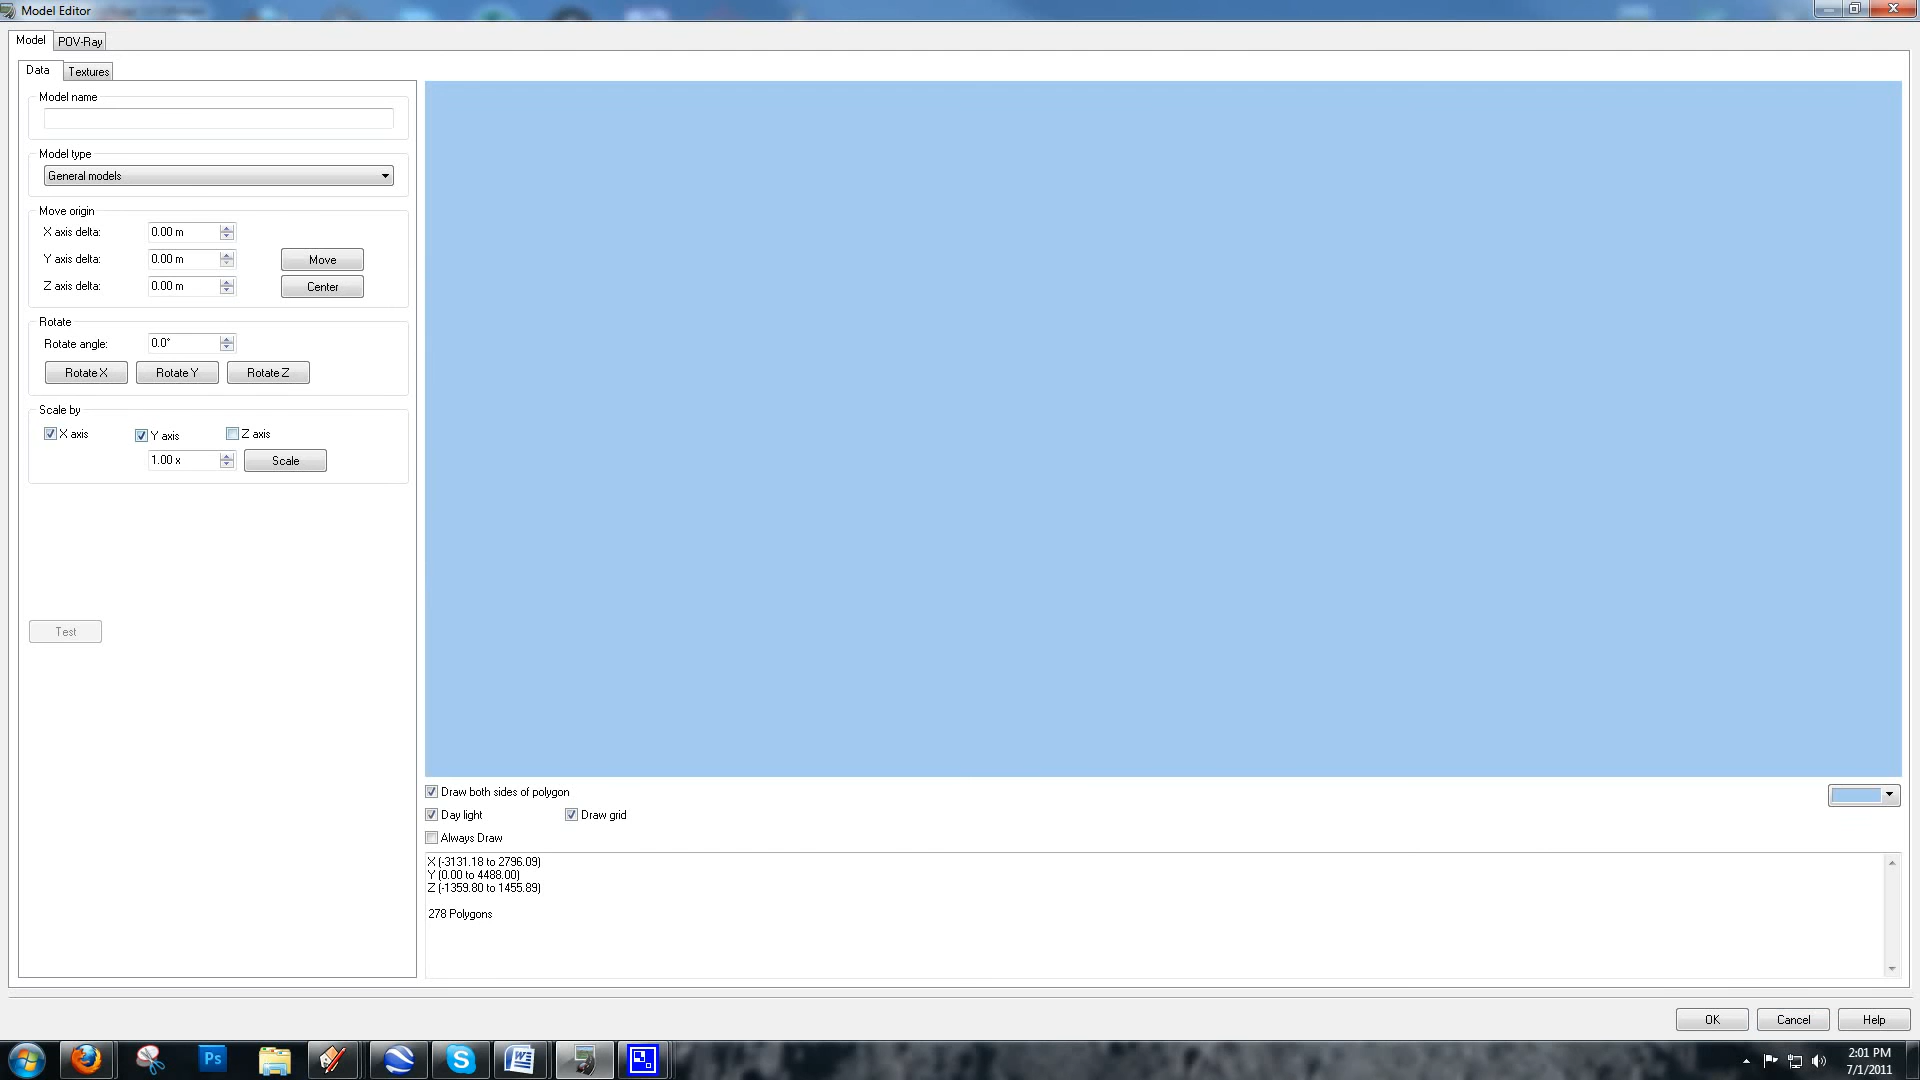 Model Editor
Model
POV-Ray
Data
Textures
Model name
Model type
General models
Move origin
X axis delta:
0.00 m
Y axis delta:
0.00 m
Move
Z axis delta:
0.00 m
Center
Rotate
Rotate angle:
0.0°
Rotate X
Rotate Y
Rotate Z
Scale by
X axis
Y axis
Z axis
1.00 x
Scale
Test
Draw both sides of polygon
Day light
Draw grid
Always Draw
X (-3131.18 to 2796.09)
Y (0.00 to 4488.00)
Z (-1359.80 to 1455.89)
278 Polygons
OK
Cancel
Help
Ps
S
W
2:01 PM
7/1/2011